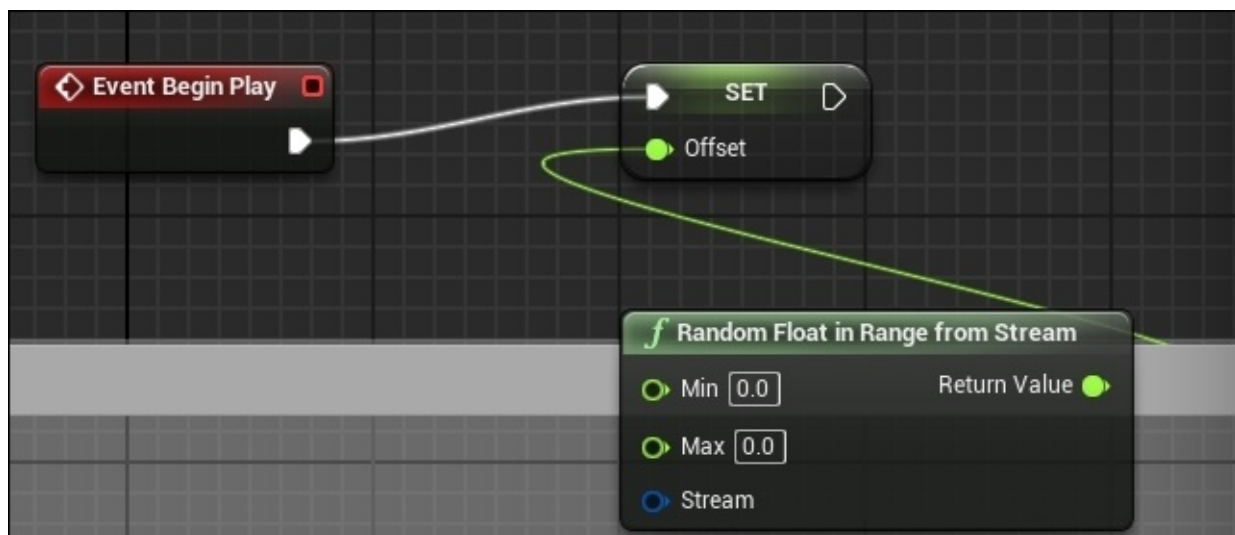 Event Begin Play
SET
Offset
f Random Float in Range from Stream
Min 0.0
Return Value
Max 0.0
Stream